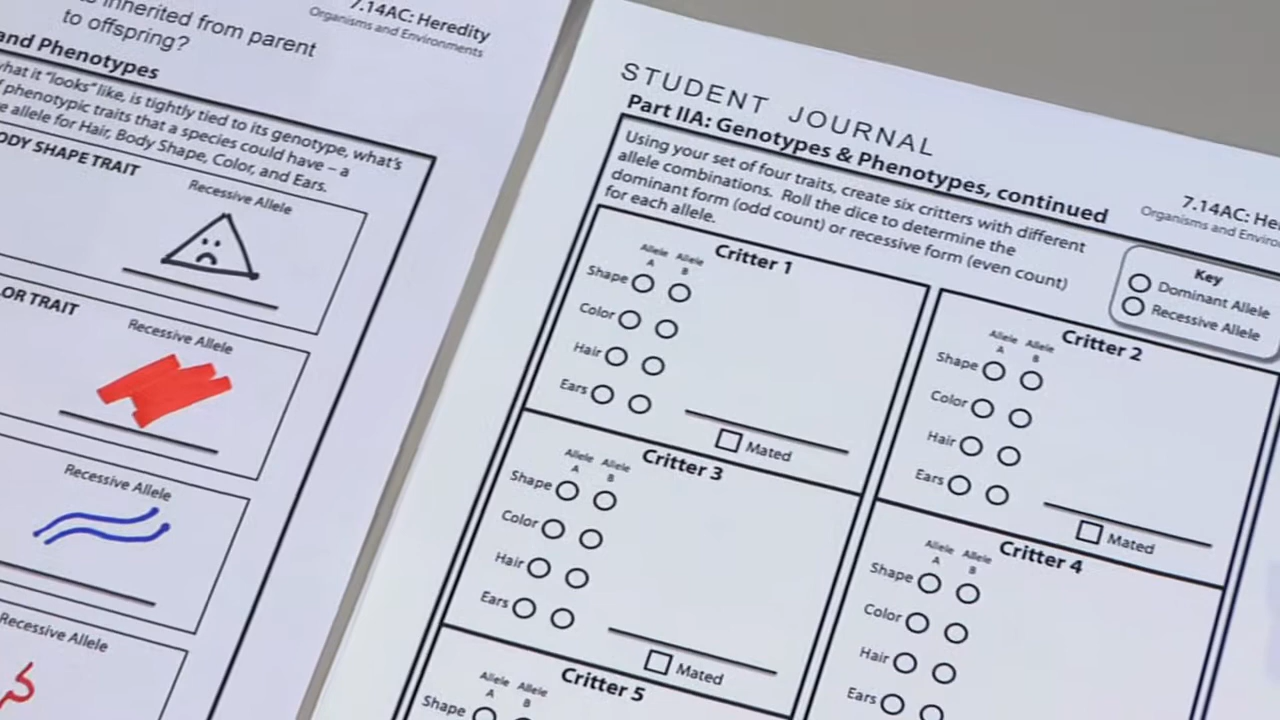 inherited from parent
to offspring?
7.14AC: Heredity
Organisms and Environments
and Phenotypes
what it "looks" like, is tightly tied to its genotype, what's
phenotypic traits that a species could have – a
allele for Hair, Body Shape, Color, and Ears.
ODY SHAPE TRAIT
Recessive Allele
OR TRAIT
Recessive Allele
Recessive Allele
Recessive Allele
STUDENT JOURNAL
Part IIA: Genotypes & Phenotypes, continued
7.14AC: He
Organisms and Enviro
Using your set of four traits, create six critters with different
allele combinations. Roll the dice to determine the
dominant form (odd count) or recessive form (even count)
for each allele.
Key
Dominant Allele
Recessive Allele
Critter 1
Allele A Allele B
Shape
Color
Hair
Ears
Mated
Critter 2
Allele A Allele B
Shape
Color
Hair
Ears
Mated
Critter 3
Allele A Allele B
Shape
Color
Hair
Ears
Mated
Critter 4
Allele A Allele B
Shape
Color
Hair
Ears
Critter 5
Allele A Allele B
Shape